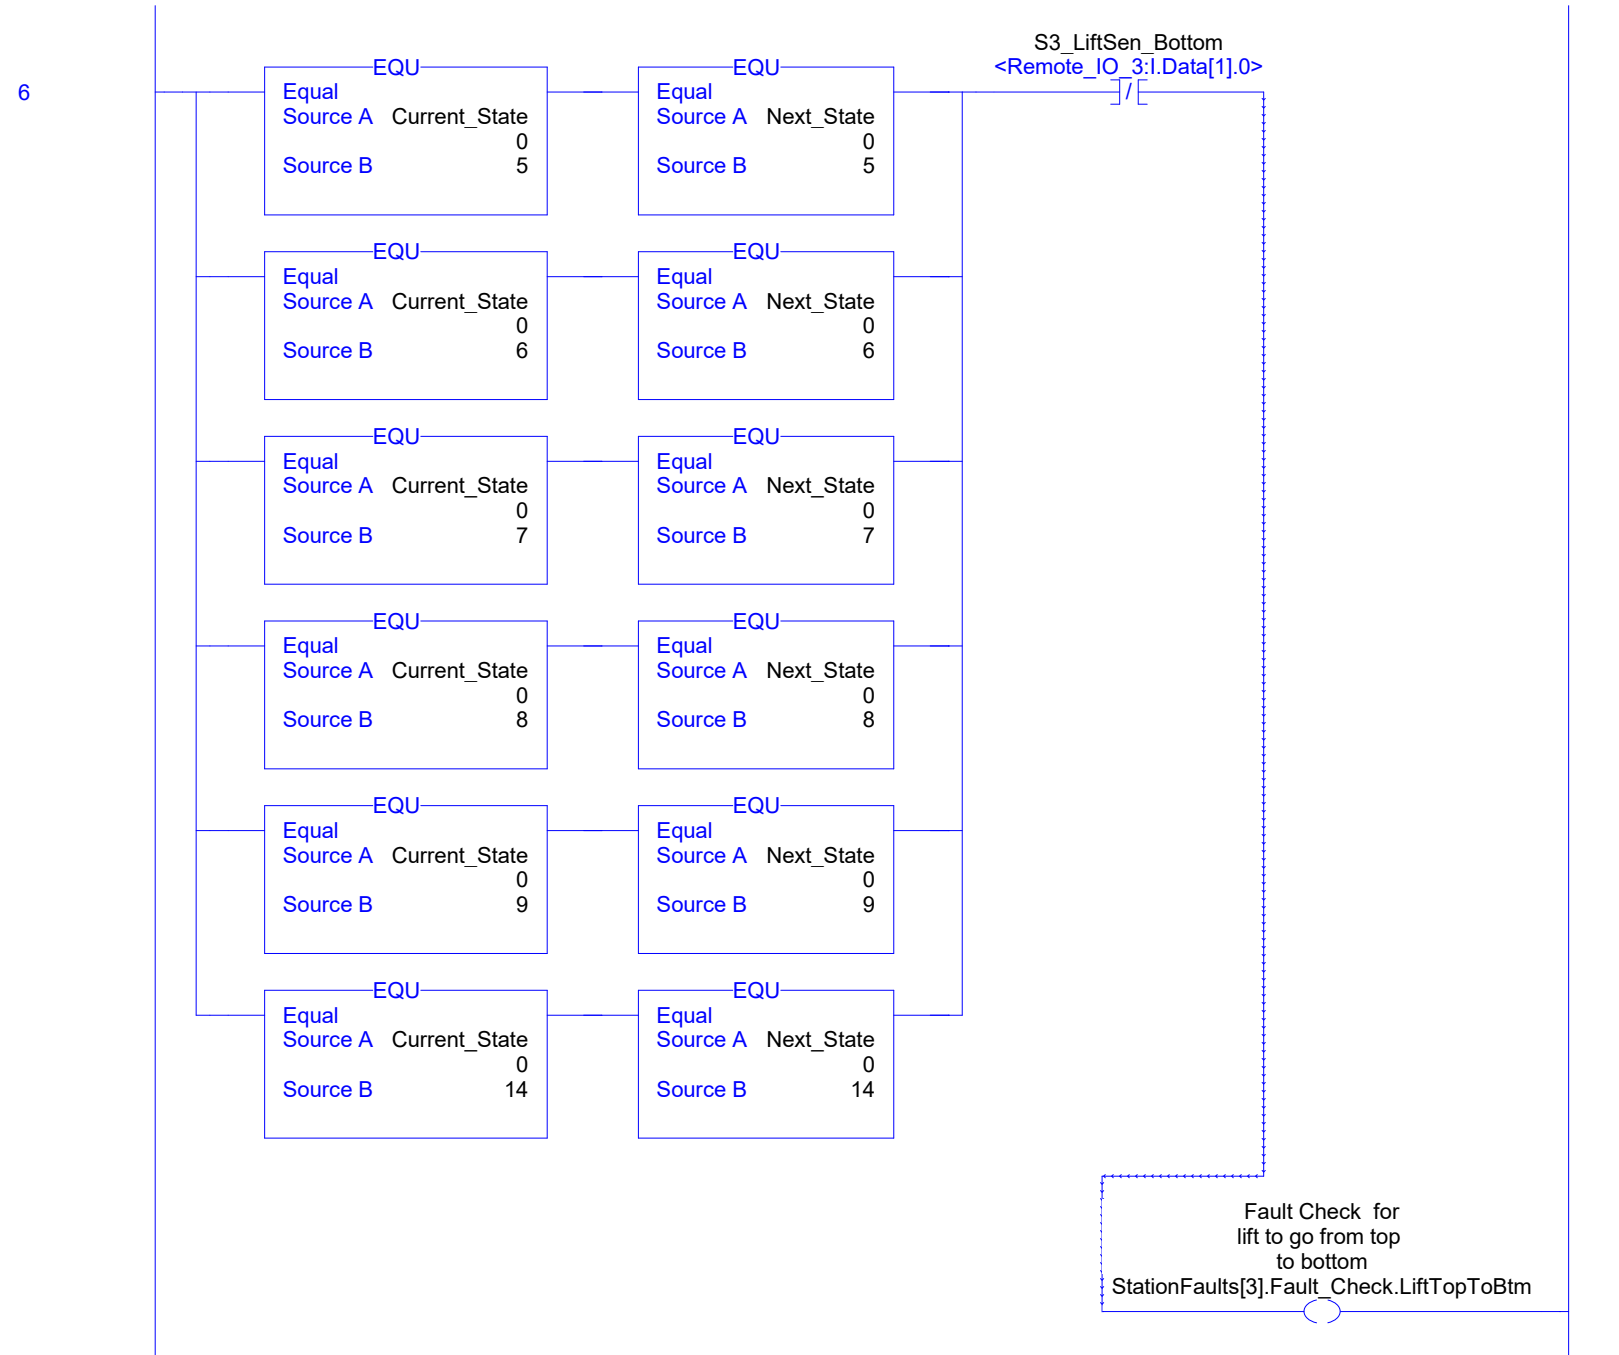 6
S3_LiftSen_Bottom
<Remote_IO_3:I.Data[1].0>
/
EQU
Equal
Source A Current_State
0
Source B 5
EQU
Equal
Source A Next_State
0
Source B 5
EQU
Equal
Source A Current_State
0
Source B 6
EQU
Equal
Source A Next_State
0
Source B 6
EQU
Equal
Source A Current_State
0
Source B 7
EQU
Equal
Source A Next_State
0
Source B 7
EQU
Equal
Source A Current_State
0
Source B 8
EQU
Equal
Source A Next_State
0
Source B 8
EQU
Equal
Source A Current_State
0
Source B 9
EQU
Equal
Source A Next_State
0
Source B 9
EQU
Equal
Source A Current_State
0
Source B 14
EQU
Equal
Source A Next_State
0
Source B 14
Fault Check for
lift to go from top
to bottom
StationFaults[3].Fault_Check.LiftTopToBtm